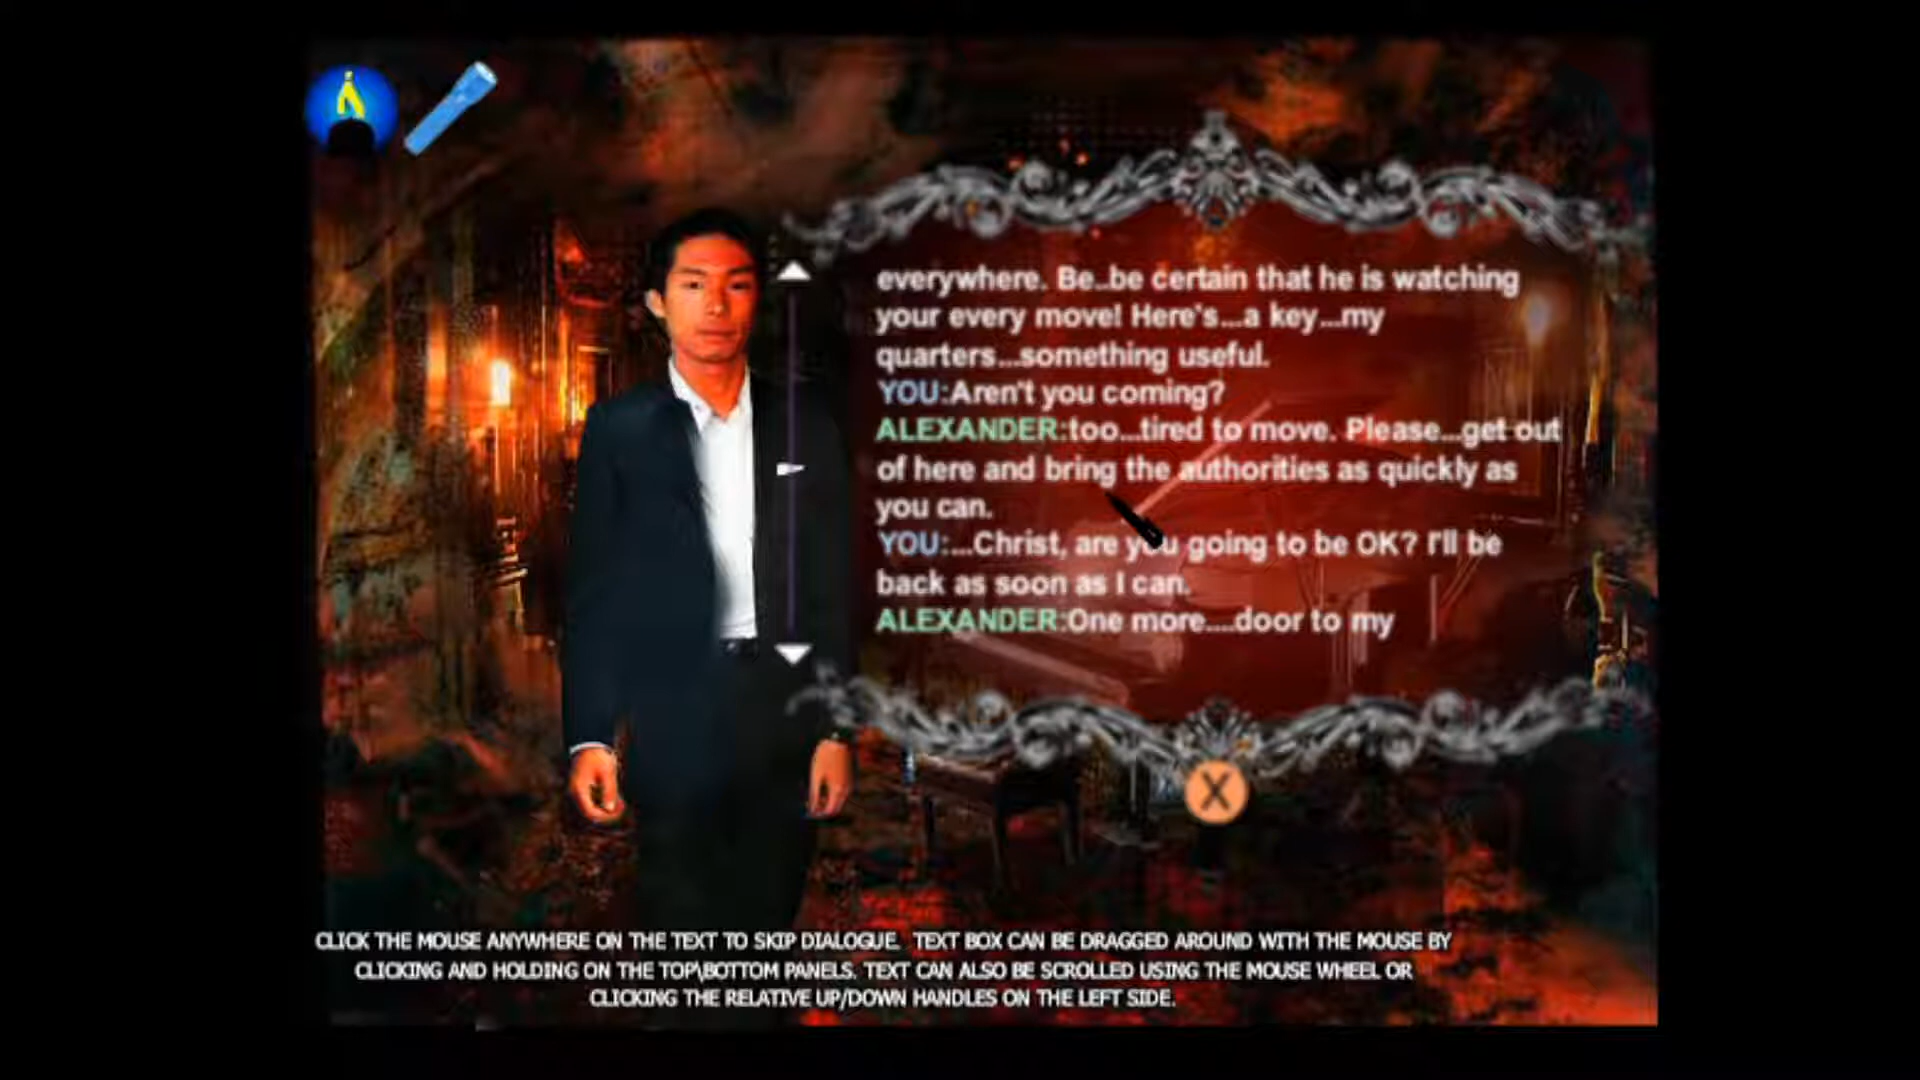 everywhere. Be..be certain that he is watching
your every move! Here's...a key...my
quarters...something useful.
YOU:Aren't you coming?
ALEXANDER:too...tired to move. Please...get out
of here and bring the authorities as quickly as
you can.
YOU:...Christ, are you going to be OK? I'll be
back as soon as I can.
ALEXANDER:One more....door to my
X
CLICK THE MOUSE ANYWHERE ON THE TEXT TO SKIP DIALOGUE. TEXT BOX CAN BE DRAGGED AROUND WITH THE MOUSE BY
CLICKING AND HOLDING ON THE TOP\BOTTOM PANELS. TEXT CAN ALSO BE SCROLLED USING THE MOUSE WHEEL OR
CLICKING THE RELATIVE UP/DOWN HANDLES ON THE LEFT SIDE.